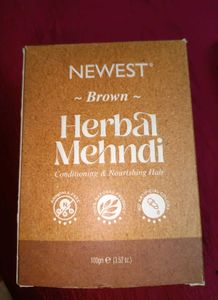 NEWEST®
~ Brown ~
Herbal
Mehndi
Conditioning & Nourishing Hair
100gm (3.52 oz.)